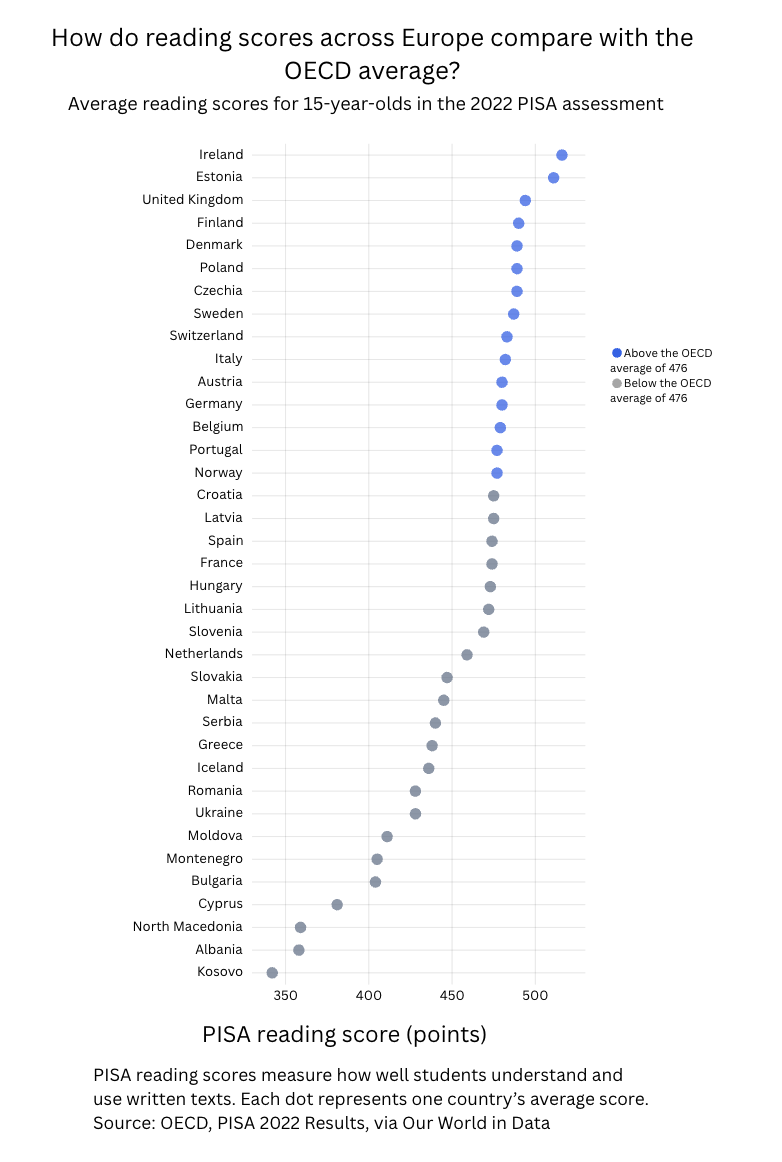 How do reading scores across Europe compare with the
OECD average?
Average reading scores for 15-year-olds in the 2022 PISA assessment
Ireland
Estonia
United Kingdom
Finland
Denmark
Poland
Czechia
Sweden
Switzerland
Italy
Austria
Germany
Belgium
Portugal
Norway
Croatia
Latvia
Spain
France
Hungary
Lithuania
Slovenia
Netherlands
Slovakia
Malta
Serbia
Greece
Iceland
Romania
Ukraine
Moldova
Montenegro
Bulgaria
Cyprus
North Macedonia
Albania
Kosovo
350 400 450 500
Above the OECD
average of 476
Below the OECD
average of 476
PISA reading score (points)
PISA reading scores measure how well students understand and
use written texts. Each dot represents one country’s average score.
Source: OECD, PISA 2022 Results, via Our World in Data